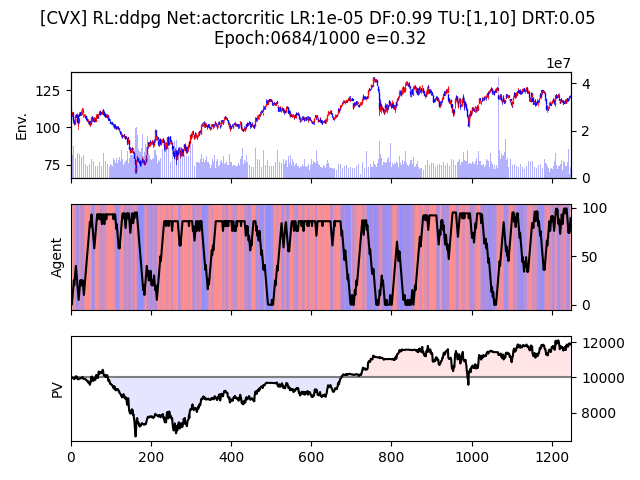 [CVX] RL:ddpg Net:actorcritic LR:1e-05 DF:0.99 TU:[1,10] DRT:0.05
Epoch:0684/1000 e=0.32
1e7
125
100
75
Env.
4
2
0
Agent
100
50
0
PV
12000
10000
8000
0 200 400 600 800 1000 1200